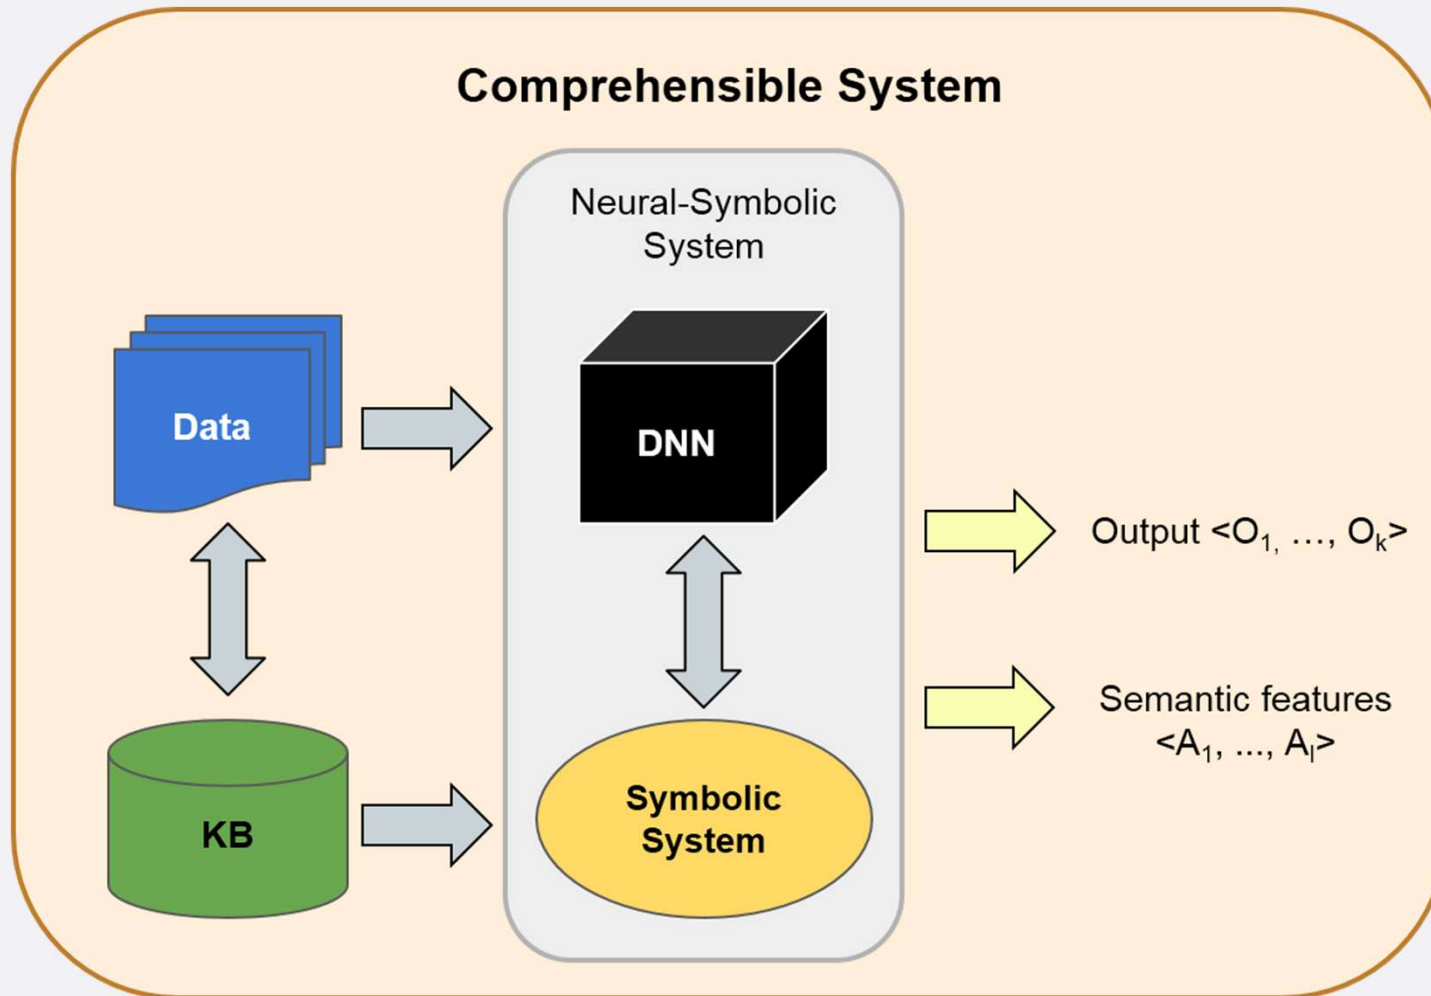 Comprehensible System
Neural-Symbolic
System
Data
DNN
Output <O₁, …, Oₖ>
Semantic features
<A₁, ..., Aₗ>
KB
Symbolic
System